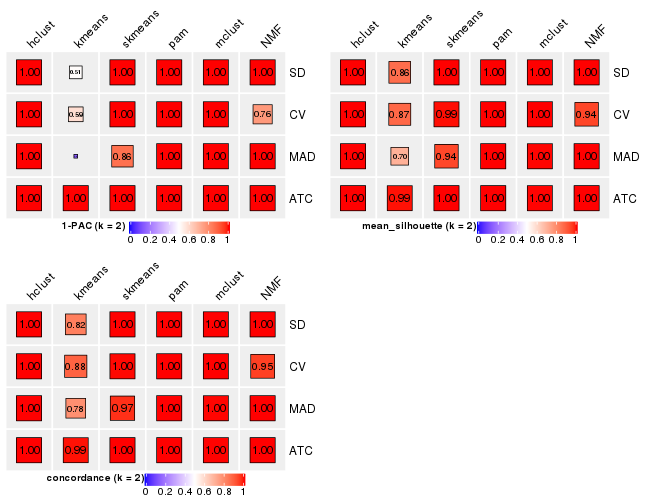 hclust kmeans skmeans pam mclust NMF
1.00 0.51 1.00 1.00 1.00 1.00 SD
1.00 0.59 1.00 1.00 1.00 0.76 CV
1.00 0.86 1.00 1.00 1.00 MAD
1.00 1.00 1.00 1.00 1.00 1.00 ATC
1-PAC (k = 2)
0 0.2 0.4 0.6 0.8 1
hclust kmeans skmeans pam mclust NMF
1.00 0.86 1.00 1.00 1.00 1.00 SD
1.00 0.87 0.99 1.00 1.00 0.94 CV
1.00 0.70 0.94 1.00 1.00 1.00 MAD
1.00 0.99 1.00 1.00 1.00 1.00 ATC
mean_silhouette (k = 2)
0 0.2 0.4 0.6 0.8 1
hclust kmeans skmeans pam mclust NMF
1.00 0.82 1.00 1.00 1.00 1.00 SD
1.00 0.88 1.00 1.00 1.00 0.95 CV
1.00 0.78 0.97 1.00 1.00 1.00 MAD
1.00 0.99 1.00 1.00 1.00 1.00 ATC
concordance (k = 2)
0 0.2 0.4 0.6 0.8 1